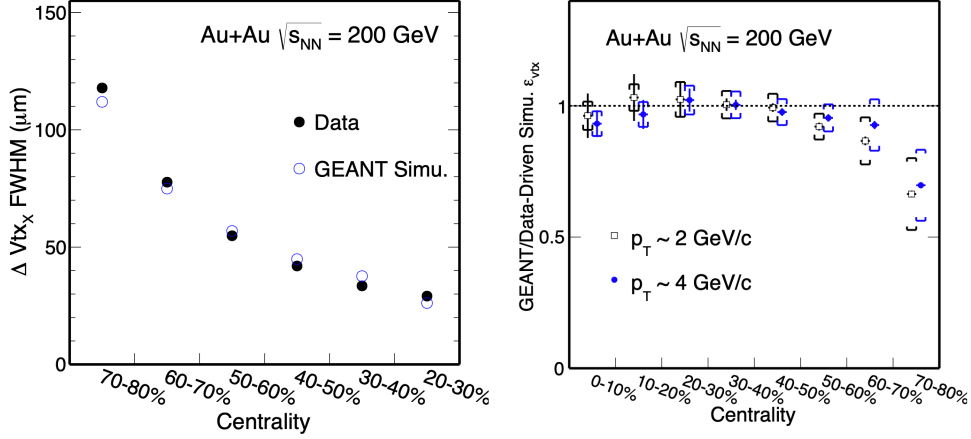 150
100
50
0
Δ Vtx_X FWHM (μm)
Au+Au √s_NN = 200 GeV
Data
GEANT Simu.
70-80%
60-70%
50-60%
40-50%
30-40%
20-30%
Centrality
1
0.5
0
GEANT/Data-Driven Simu. ε_vtx
Au+Au √s_NN = 200 GeV
p_T ~ 2 GeV/c
p_T ~ 4 GeV/c
0-10%
10-20%
20-30%
30-40%
40-50%
50-60%
60-70%
70-80%
Centrality